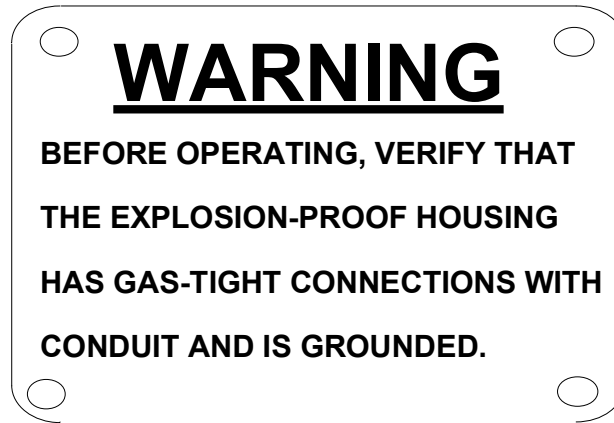 WARNING
BEFORE OPERATING, VERIFY THAT
THE EXPLOSION-PROOF HOUSING
HAS GAS-TIGHT CONNECTIONS WITH
CONDUIT AND IS GROUNDED.